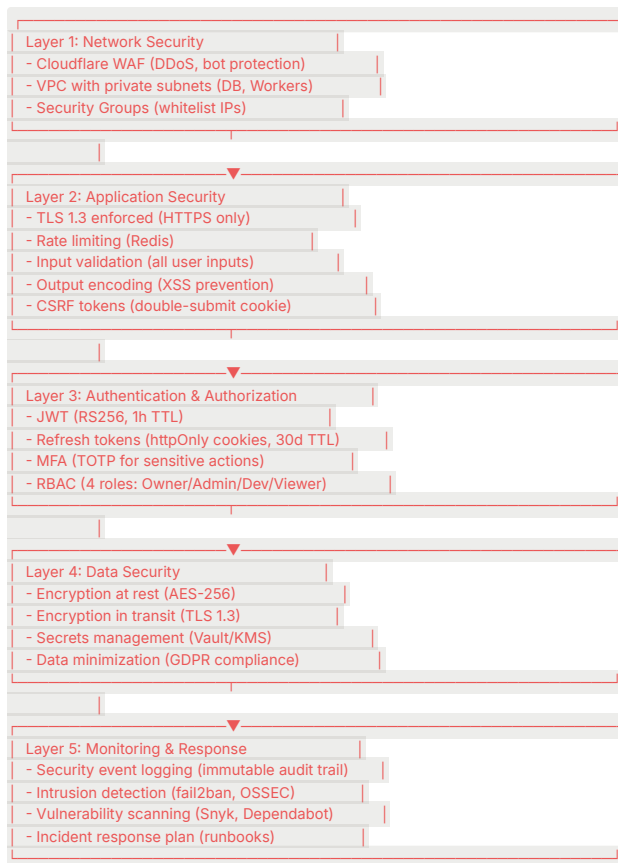 Layer 1: Network Security
- Cloudflare WAF (DDoS, bot protection)
- VPC with private subnets (DB, Workers)
- Security Groups (whitelist IPs)
Layer 2: Application Security
- TLS 1.3 enforced (HTTPS only)
- Rate limiting (Redis)
- Input validation (all user inputs)
- Output encoding (XSS prevention)
- CSRF tokens (double-submit cookie)
Layer 3: Authentication & Authorization
- JWT (RS256, 1h TTL)
- Refresh tokens (httpOnly cookies, 30d TTL)
- MFA (TOTP for sensitive actions)
- RBAC (4 roles: Owner/Admin/Dev/Viewer)
Layer 4: Data Security
- Encryption at rest (AES-256)
- Encryption in transit (TLS 1.3)
- Secrets management (Vault/KMS)
- Data minimization (GDPR compliance)
Layer 5: Monitoring & Response
- Security event logging (immutable audit trail)
- Intrusion detection (fail2ban, OSSEC)
- Vulnerability scanning (Snyk, Dependabot)
- Incident response plan (runbooks)